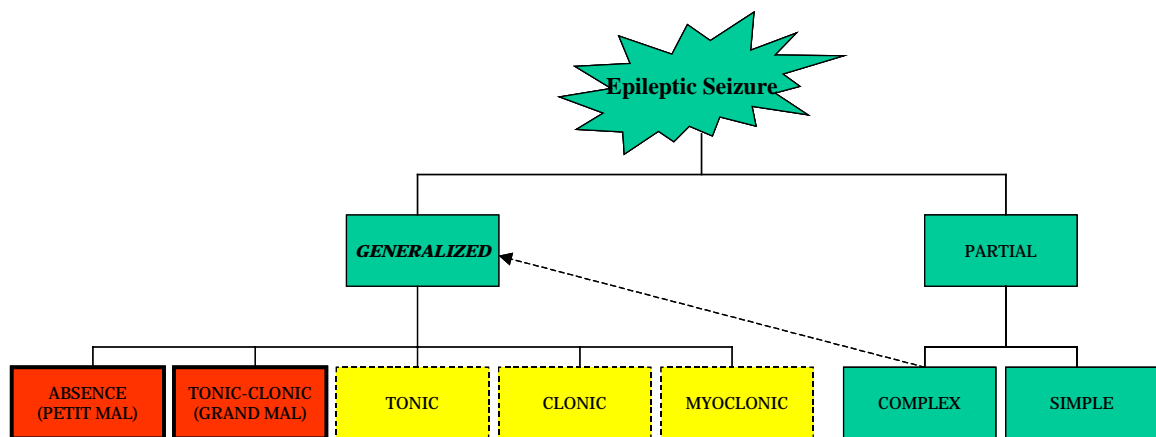 Epileptic Seizure
GENERALIZED
PARTIAL
ABSENCE
(PETIT MAL)
TONIC-CLONIC
(GRAND MAL)
TONIC
CLONIC
MYOCLONIC
COMPLEX
SIMPLE